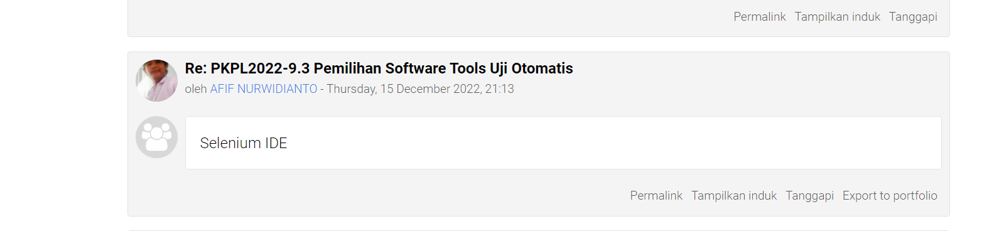 Permalink Tampilkan induk Tanggapi
Re: PKPL2022-9.3 Pemilihan Software Tools Uji Otomatis
oleh AFIF NURWIDIANTO - Thursday, 15 December 2022, 21:13
Selenium IDE
Permalink Tampilkan induk Tanggapi Export to portfolio